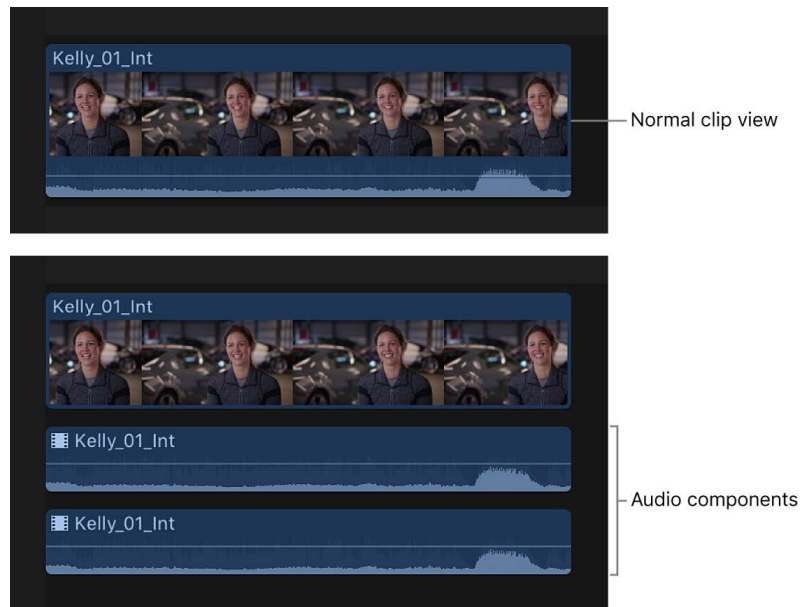 Kelly_01_Int
Normal clip view
Kelly_01_Int
Kelly_01_Int
Audio components
Kelly_01_Int